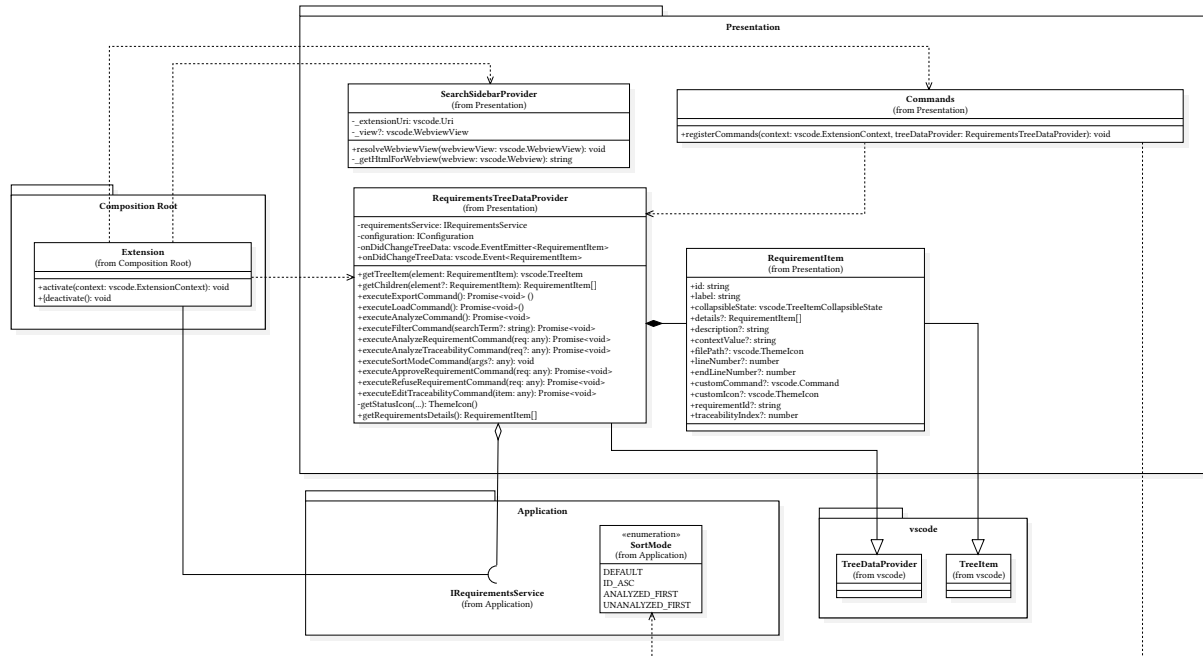 Presentation
SearchSidebarProvider
(from Presentation)
-_extensionUri: vscode.Uri
-_view?: vscode.WebviewView
+resolveWebviewView(webviewView: vscode.WebviewView): void
-_getHtmlForWebview(webview: vscode.Webview): string
Commands
(from Presentation)
+registerCommands(context: vscode.ExtensionContext, treeDataProvider: RequirementsTreeDataProvider): void
Composition Root
Extension
(from Composition Root)
+activate(context: vscode.ExtensionContext): void
+{deactivate(): void
RequirementsTreeDataProvider
(from Presentation)
-requirementsService: IRequirementsService
-configuration: IConfiguration
-onDidChangeTreeData: vscode.EventEmitter<RequirementItem>
+onDidChangeTreeData: vscode.Event<RequirementItem>
+getTreeItem(element: RequirementItem): vscode.TreeItem
+getChildren(element?: RequirementItem): RequirementItem[]
+executeExportCommand(): Promise<void> ()
+executeLoadCommand(): Promise<void>()
+executeAnalyzeCommand(): Promise<void>
+executeFilterCommand(searchTerm?: string): Promise<void>
+executeAnalyzeRequirementCommand(req: any): Promise<void>
+executeAnalyzeTraceabilityCommand(req?: any): Promise<void>
+executeSortModeCommand(args?: any): void
+executeApproveRequirementCommand(req: any): Promise<void>
+executeRefuseRequirementCommand(req: any): Promise<void>
+executeEditTraceabilityCommand(item: any): Promise<void>
-getStatusIcon(...): ThemeIcon()
+getRequirementsDetails(): RequirementItem[]
RequirementItem
(from Presentation)
+id: string
+label: string
+collapsibleState: vscode.TreeItemCollapsibleState
+details?: RequirementItem[]
+description?: string
+contextValue?: string
+filePath?: vscode.ThemeIcon
+lineNumber?: number
+endLineNumber?: number
+customCommand?: vscode.Command
+customIcon?: vscode.ThemeIcon
+requirementId?: string
+traceabilityIndex?: number
Application
IRequirementsService
(from Application)
«enumeration»
SortMode
(from Application)
DEFAULT
ID_ASC
ANALYZED_FIRST
UNANALYZED_FIRST
vscode
TreeDataProvider
(from vscode)
TreeItem
(from vscode)